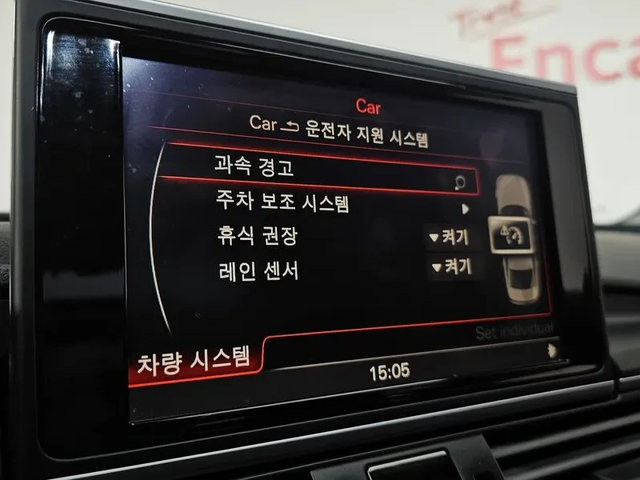 Trust
Enca
Car
Car 운전자 지원 시스템
과속 경고
주차 보조 시스템
휴식 권장 켜기
레인 센서 켜기
Set individual
차량 시스템
15:05